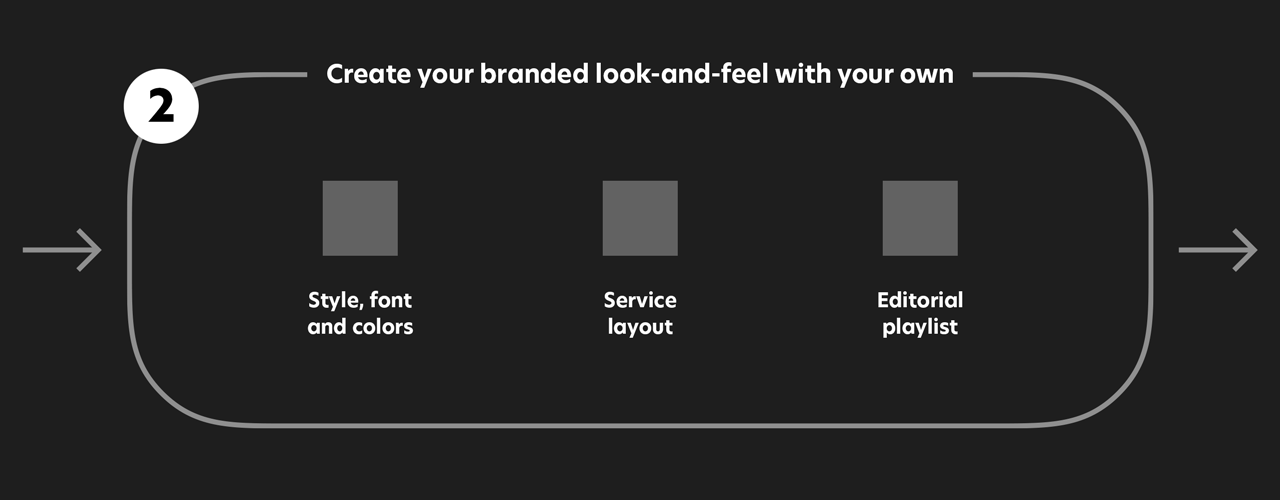 2
Create your branded look-and-feel with your own
Style, font
and colors
Service
layout
Editorial
playlist